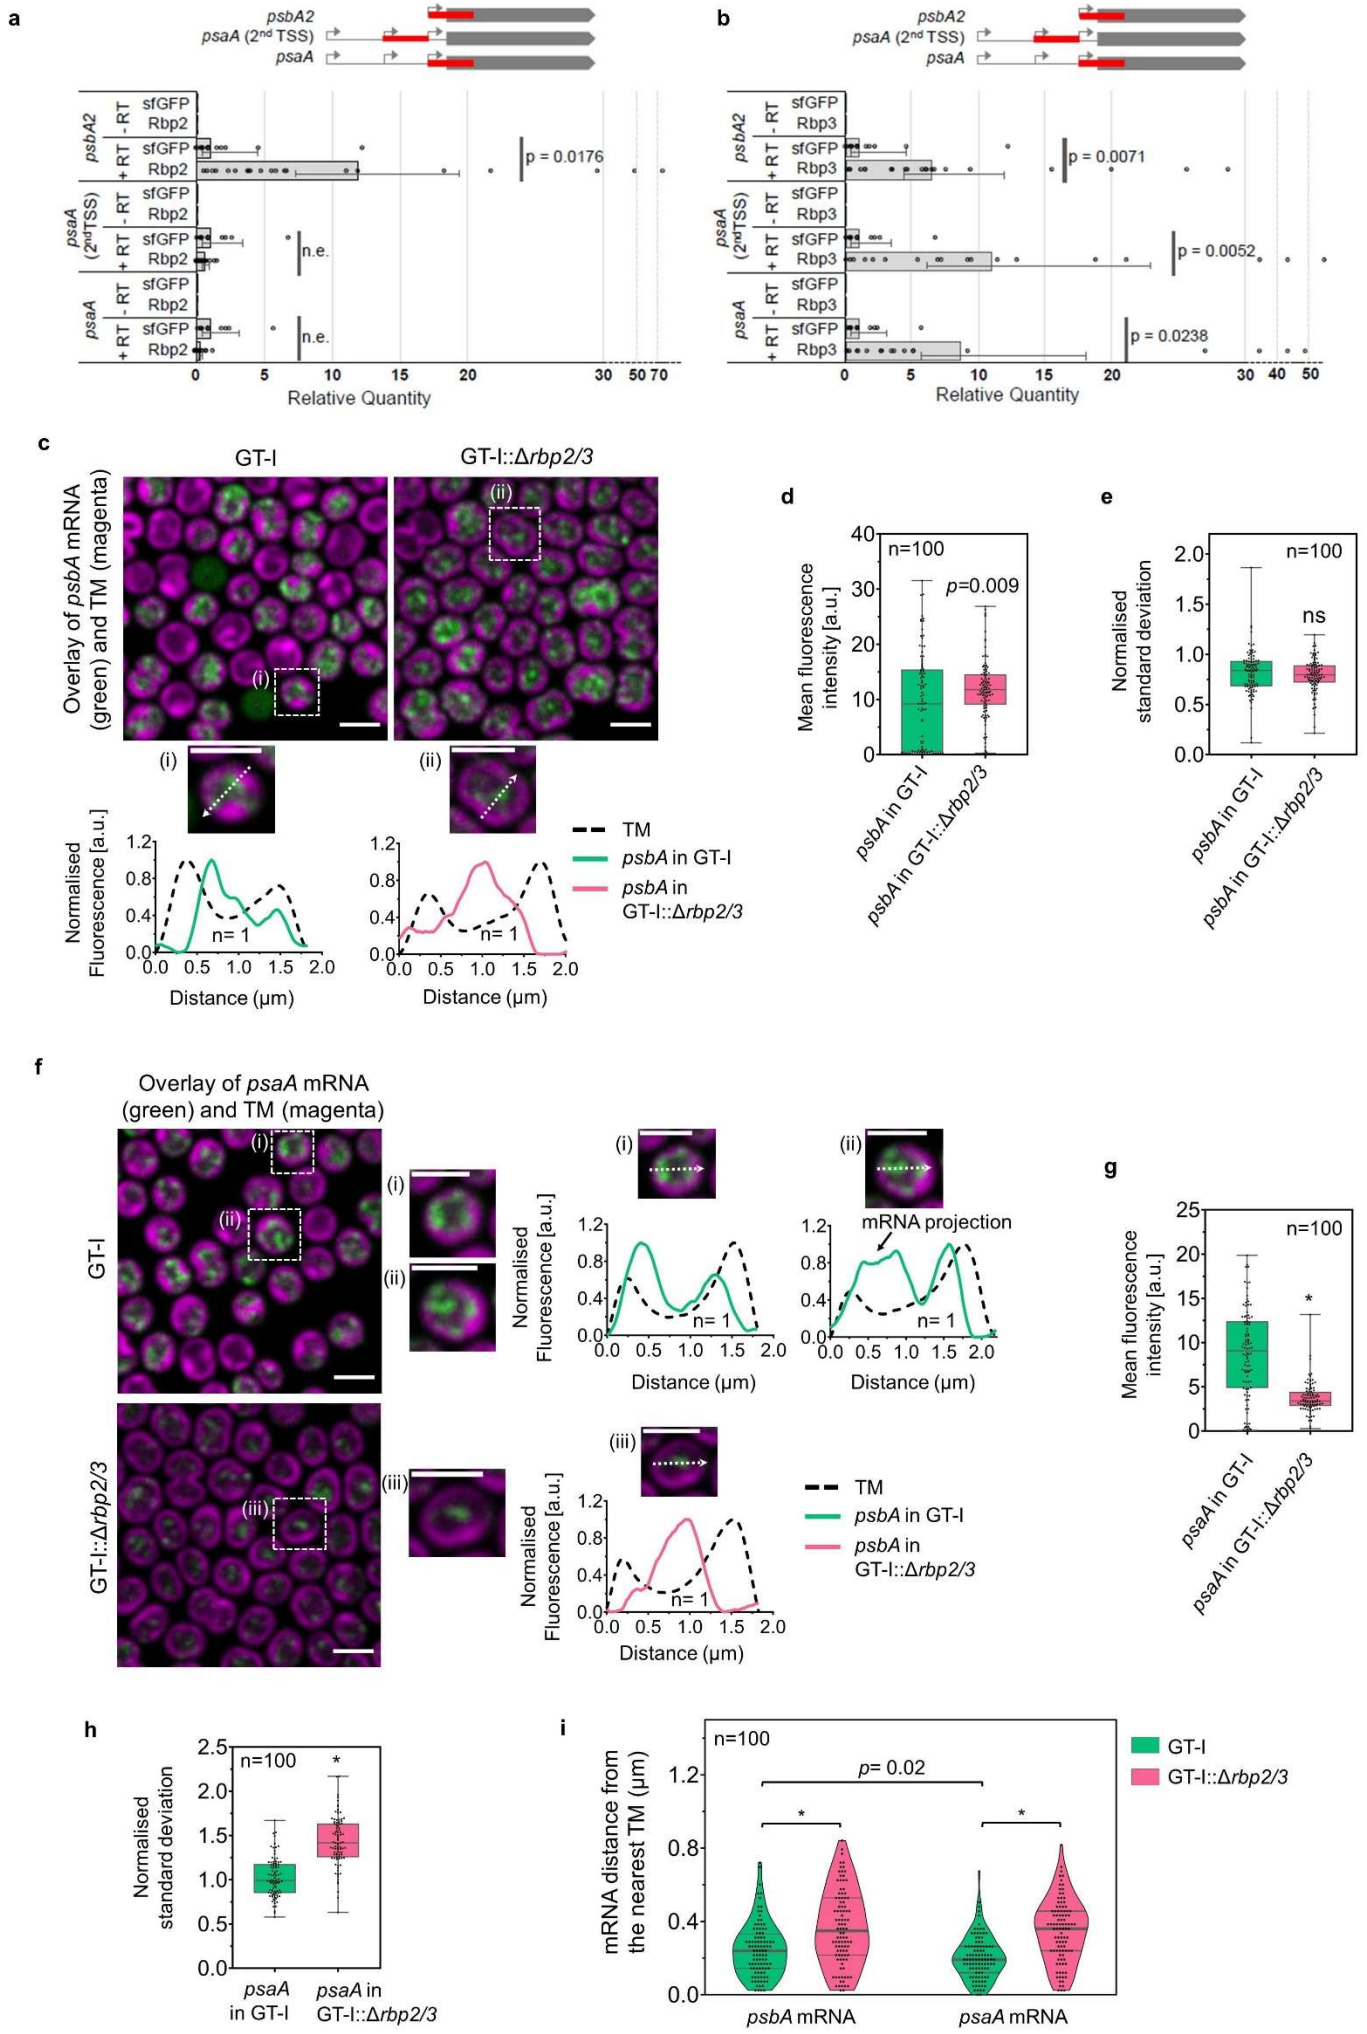 a
psbA2
psaA (2nd TSS)
psaA
psbA2
- RT
sfGFP
Rbp2
+ RT
sfGFP
Rbp2
p = 0.0176
psaA
(2nd TSS)
- RT
sfGFP
Rbp2
+ RT
sfGFP
Rbp2
n.e.
psaA
- RT
sfGFP
Rbp2
+ RT
sfGFP
Rbp2
n.e.
0 5 10 15 20 30 50 70
Relative Quantity
b
psbA2
psaA (2nd TSS)
psaA
psbA2
- RT
sfGFP
Rbp3
+ RT
sfGFP
Rbp3
p = 0.0071
psaA
(2nd TSS)
- RT
sfGFP
Rbp3
+ RT
sfGFP
Rbp3
p = 0.0052
psaA
- RT
sfGFP
Rbp3
+ RT
sfGFP
Rbp3
p = 0.0238
0 5 10 15 20 30 40 50
Relative Quantity
c
GT-I
GT-I::Δrbp2/3
Overlay of psbA mRNA
(green) and TM (magenta)
(i)
(ii)
(i)
(ii)
Normalised
Fluorescence [a.u.]
1.2
0.8
0.4
0.0
n= 1
0.0 0.5 1.0 1.5 2.0
Distance (µm)
1.2
0.8
0.4
0.0
n= 1
0.0 0.5 1.0 1.5 2.0
Distance (µm)
TM
psbA in GT-I
psbA in
GT-I::Δrbp2/3
d
Mean fluorescence
intensity [a.u.]
40
30
20
10
0
n=100
p=0.009
psbA in GT-I
psbA in GT-I::Δrbp2/3
e
Normalised
standard deviation
2.0
1.5
1.0
0.5
0.0
n=100
ns
psbA in GT-I
psbA in GT-I::Δrbp2/3
f
Overlay of psaA mRNA
(green) and TM (magenta)
GT-I
(i)
(ii)
(i)
(ii)
GT-I::Δrbp2/3
(iii)
(iii)
(i)
Normalised
Fluorescence [a.u.]
1.2
0.8
0.4
0.0
n= 1
0.0 0.5 1.0 1.5 2.0
Distance (µm)
(ii)
mRNA projection
1.2
0.8
0.4
0.0
n= 1
0.0 0.5 1.0 1.5 2.0
Distance (µm)
(iii)
Normalised
Fluorescence [a.u.]
1.2
0.8
0.4
0.0
n= 1
0.0 0.5 1.0 1.5 2.0
Distance (µm)
TM
psbA in GT-I
psbA in
GT-I::Δrbp2/3
g
Mean fluorescence
intensity [a.u.]
25
20
15
10
5
0
n=100
*
psaA in GT-I
psaA in GT-I::Δrbp2/3
h
Normalised
standard deviation
2.5
2.0
1.5
1.0
0.5
0.0
n=100
*
psaA
in GT-I
psaA in
GT-I::Δrbp2/3
i
mRNA distance from
the nearest TM (µm)
1.2
0.8
0.4
0.0
n=100
p= 0.02
*
*
psbA mRNA
psaA mRNA
GT-I
GT-I::Δrbp2/3